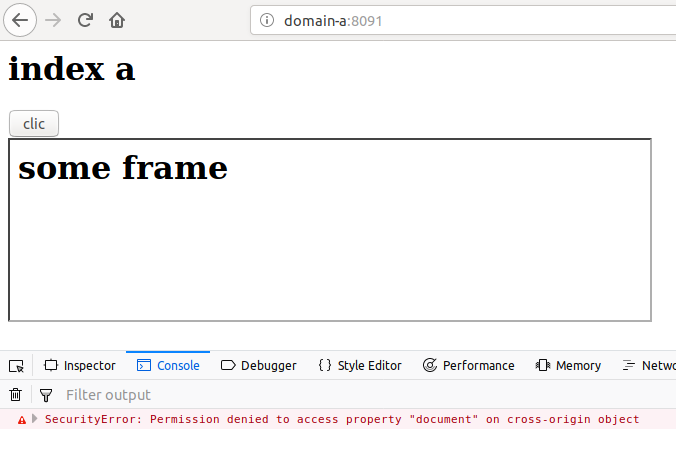 domain-a:8091
index a
clic
some frame
Inspector Console Debugger { } Style Editor Performance Memory Netwo
Filter output
SecurityError: Permission denied to access property "document" on cross-origin object